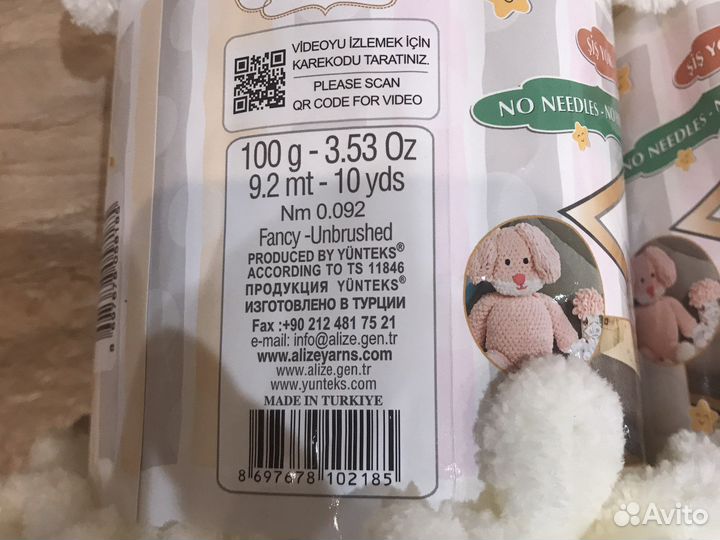 VİDEOYU İZLEMEK İÇİN
KAREKODU TARATINIZ.
PLEASE SCAN
QR CODE FOR VIDEO
ŞİŞ
NO NEEDLES -
NO NEEDLES -
100 g - 3.53 Oz
9.2 mt - 10 yds
Nm 0.092
Fancy -Unbrushed
PRODUCED BY YÜNTEKS®
ACCORDING TO TS 11846
ПРОДУКЦИЯ YÜNTEKS®
ИЗГОТОВЛЕНО В ТУРЦИИ
Fax :+90 212 481 75 21
e-mail: info@alize.gen.tr
www.alizeyarns.com
www.alize.gen.tr
www.yunteks.com
MADE IN TURKIYE
8 697678 102185
Avito